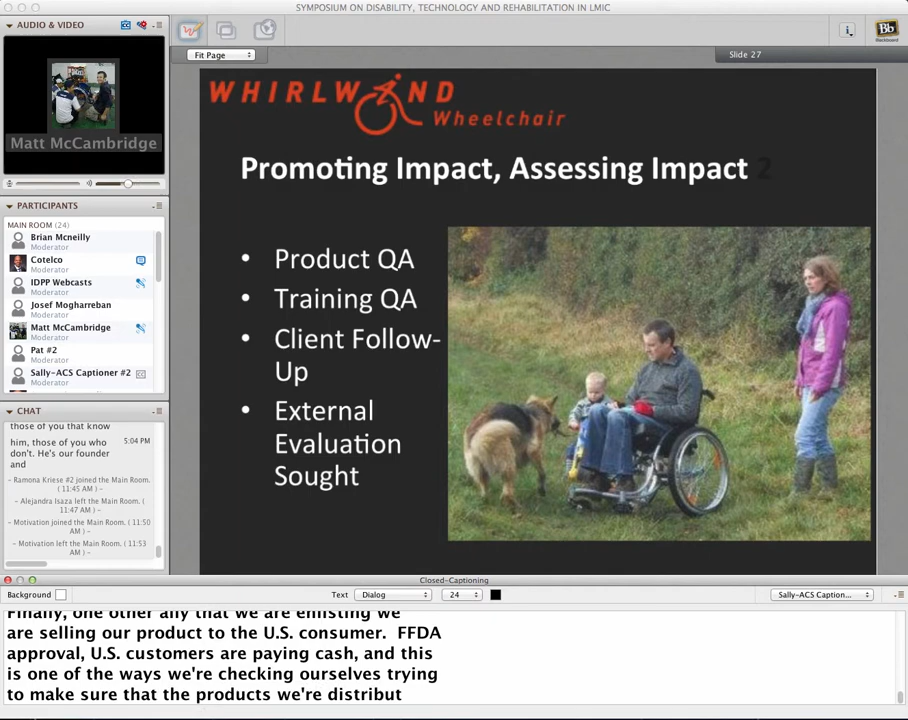 SYMPOSIUM ON DISABILITY, TECHNOLOGY AND REHABILITATION IN LMIC
AUDIO & VIDEO
Matt McCambridge
PARTICIPANTS
MAIN ROOM (24)
Brian Mcneilly
Moderator
Cotelco
Moderator
IDPP Webcasts
Moderator
Josef Mogharreban
Moderator
Matt McCambridge
Moderator
Pat #2
Moderator
Sally-ACS Captioner #2
Moderator
CHAT
those of you that know
him, those of you who 5:04 PM
don't. He's our founder
and
- Ramona Kriese #2 joined the Main Room.
( 11:45 AM ) -
- Alejandra Isaza left the Main Room. (
11:47 AM ) -
- Motivation joined the Main Room. ( 11:50
AM ) -
- Motivation left the Main Room. ( 11:53
AM ) -
Fit Page
Slide 27
Bb
Blackboard
WHIRLWIND
Wheelchair
Promoting Impact, Assessing Impact 2
• Product QA
• Training QA
• Client Follow-
Up
• External
Evaluation
Sought
Closed-Captioning
Background Text Dialog 24 Sally-ACS Caption...
Finally, one other any that we are enlisting we
are selling our product to the U.S. consumer. FFDA
approval, U.S. customers are paying cash, and this
is one of the ways we're checking ourselves trying
to make sure that the products we're distribut